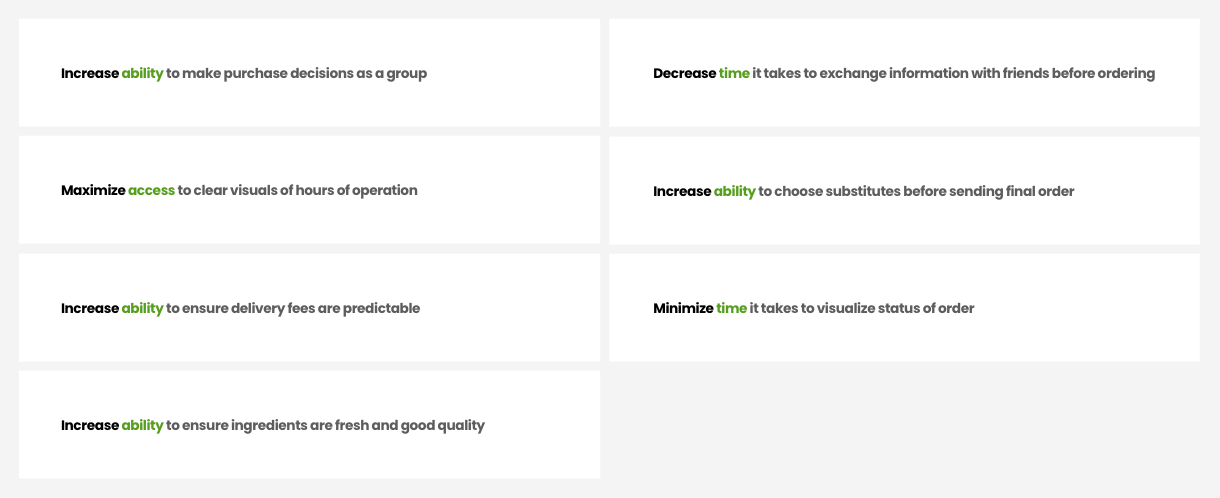 Increase ability to make purchase decisions as a group
Decrease time it takes to exchange information with friends before ordering
Maximize access to clear visuals of hours of operation
Increase ability to choose substitutes before sending final order
Increase ability to ensure delivery fees are predictable
Minimize time it takes to visualize status of order
Increase ability to ensure ingredients are fresh and good quality